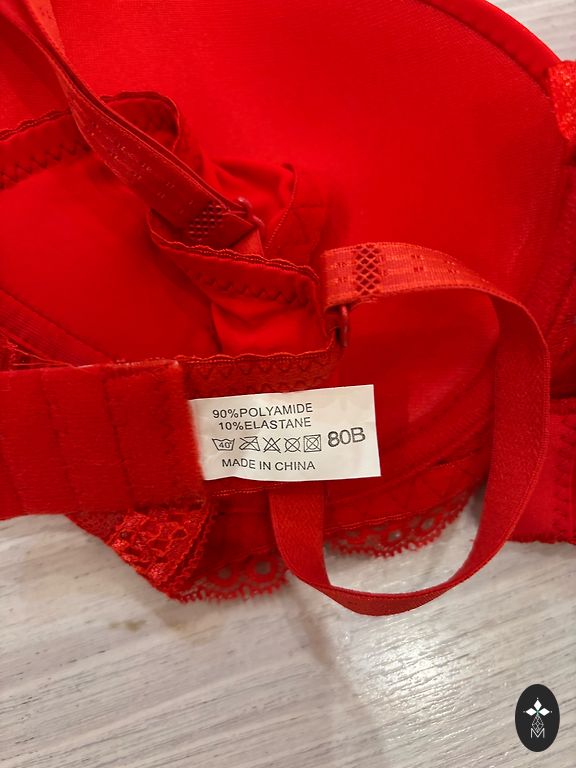 90%POLYAMIDE
10%ELASTANE
40 80B
MADE IN CHINA
M